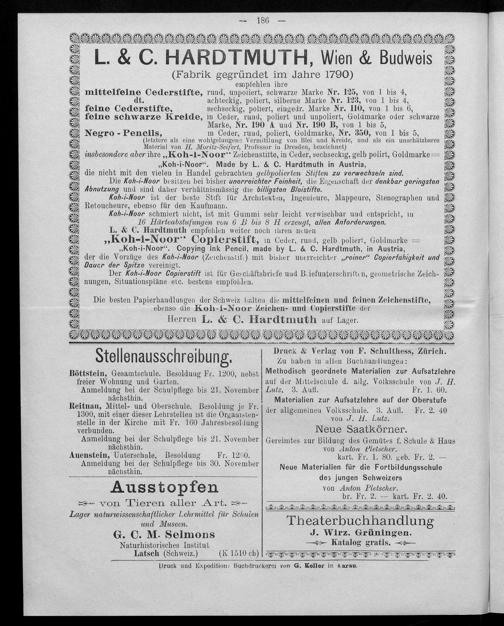 — 186 —
L. & C. HARDTMUTH, Wien & Budweis
(Fabrik gegründet im Jahre 1790)
empfehlen ihre
mittelfeine Cederstifte, rund, unpoliert, schwarze Marke Nr. 125, von 1 bis 4,
dt. achteckig, poliert, silberne Marke Nr. 123, von 1 bis 4,
feine Cederstifte, sechseckig, poliert, eingedr. Marke Nr. 110, von 1 bis 6,
feine schwarze Kreide, in Ceder, rund, poliert und unpoliert, Goldmarke oder schwarze
Marke, Nr. 190 A und Nr. 190 B, von 1 bis 5,
Negro-Pencils, in Ceder, rund, poliert, Goldmarke, Nr. 350, von 1 bis 5,
(letztere als eine wohlgelungene Vermittlung von Blei und Kreide, und als ein unschätzbares
Material von H. Moritz-Seifert, Professor in Dresden, bezeichnet)
insbesondere aber ihre „Koh-i-Noor" Zeichenstifte, in Ceder, sechseckig, gelb poliert, Goldmarke =
„Koh-i-Noor". Made by L. & C. Hardtmuth in Austria,
die nicht mit den vielen in Handel gebrachten gelbpolierten Stiften zu verwechseln sind.
Die Koh-i-Noor besitzen bei bisher unerreichter Feinheit, die Eigenschaft der denkbar geringsten
Abnutzung und sind daher verhältnismässig die billigsten Bleistifte.
Koh-i-Noor ist der beste Stift für Architekten, Ingenieure, Mappeure, Stenographen und
Retoucheure, ebenso für den Kaufmann.
Koh-i-Noor schmiert nicht, ist mit Gummi sehr leicht verwischbar und entspricht, in
16 Härteabstufungen von 6 B bis 8 H erzeugt, allen Anforderungen.
L. & C. Hardtmuth empfehlen weiter noch ihren neuen
„Koh-i-Noor" Copierstift, in Ceder, rund, gelb poliert, Goldmarke =
„Koh-i-Noor". Copying ink Pencil, made by L. & C. Hardtmuth, in Austria,
der die Vorzüge des Koh-i-Noor (Zeichenstift) mit bisher unerreichter „reiner" Copierfähigkeit und
Dauer der Spitze vereinigt.
Der Koh-i-Noor Copierstift ist für Geschäftsbriefe und Briefunterschriften, geometrische Zeich-
nungen, Situationspläne etc. bestens empfohlen.
Die besten Papierhandlungen der Schweiz halten die mittelfeinen und feinen Zeichenstifte,
ebenso die Koh-i-Noor Zeichen- und Copierstifte der
Herren L. & C. Hardtmuth auf Lager.
Stellenausschreibung.
Böttstein, Gesamtschule. Besoldung Fr. 1200, nebst
freier Wohnung und Garten.
Anmeldung bei der Schulpflege bis 21. November
nächsthin.
Reitnau, Mittel- und Oberschule. Besoldung je Fr.
1300, mit einer dieser Lehrstellen ist die Organisten-
stelle in der Kirche mit Fr. 160 Jahresbesoldung
verbunden.
Anmeldung bei der Schulpflege bis 21. November
nächsthin.
Auenstein, Unterschule, Besoldung Fr. 1200.
Anmeldung bei der Schulpflege bis 30. November
nächsthin.
Ausstopfen
von Tieren aller Art.
Lager naturwissenschaftlicher Lehrmittel für Schulen
und Museen.
G. C. M. Selmons
Naturhistorisches Institut
Latsch (Schweiz.) (K 1510 cb)
Druck & Verlag von F. Schulthess, Zürich.
Zu haben in allen Buchhandlungen:
Methodisch geordnete Materialien zur Aufsatzlehre
auf der Mittelschule d. allg. Volksschule von J. H.
Lutz, 3. Aufl. Fr. 1. 60.
Materialien zur Aufsatzlehre auf der Oberstufe
der allgemeinen Volksschule. 3. Aufl. Fr. 2. 40
von J. H. Lutz.
Neue Saatkörner.
Gereimtes zur Bildung des Gemütes f. Schule & Haus
von Anton Pletscher.
kart. Fr. 1. 80. geb. Fr. 2. —
Neue Materialien für die Fortbildungsschule
des jungen Schweizers
von Anton Pletscher.
br. Fr. 2. — kart. Fr. 2. 40.
Theaterbuchhandlung
J. Wirz. Grüningen.
Katalog gratis.
Druck und Expedition: Buchdruckerei von G. Keller in Aarau.